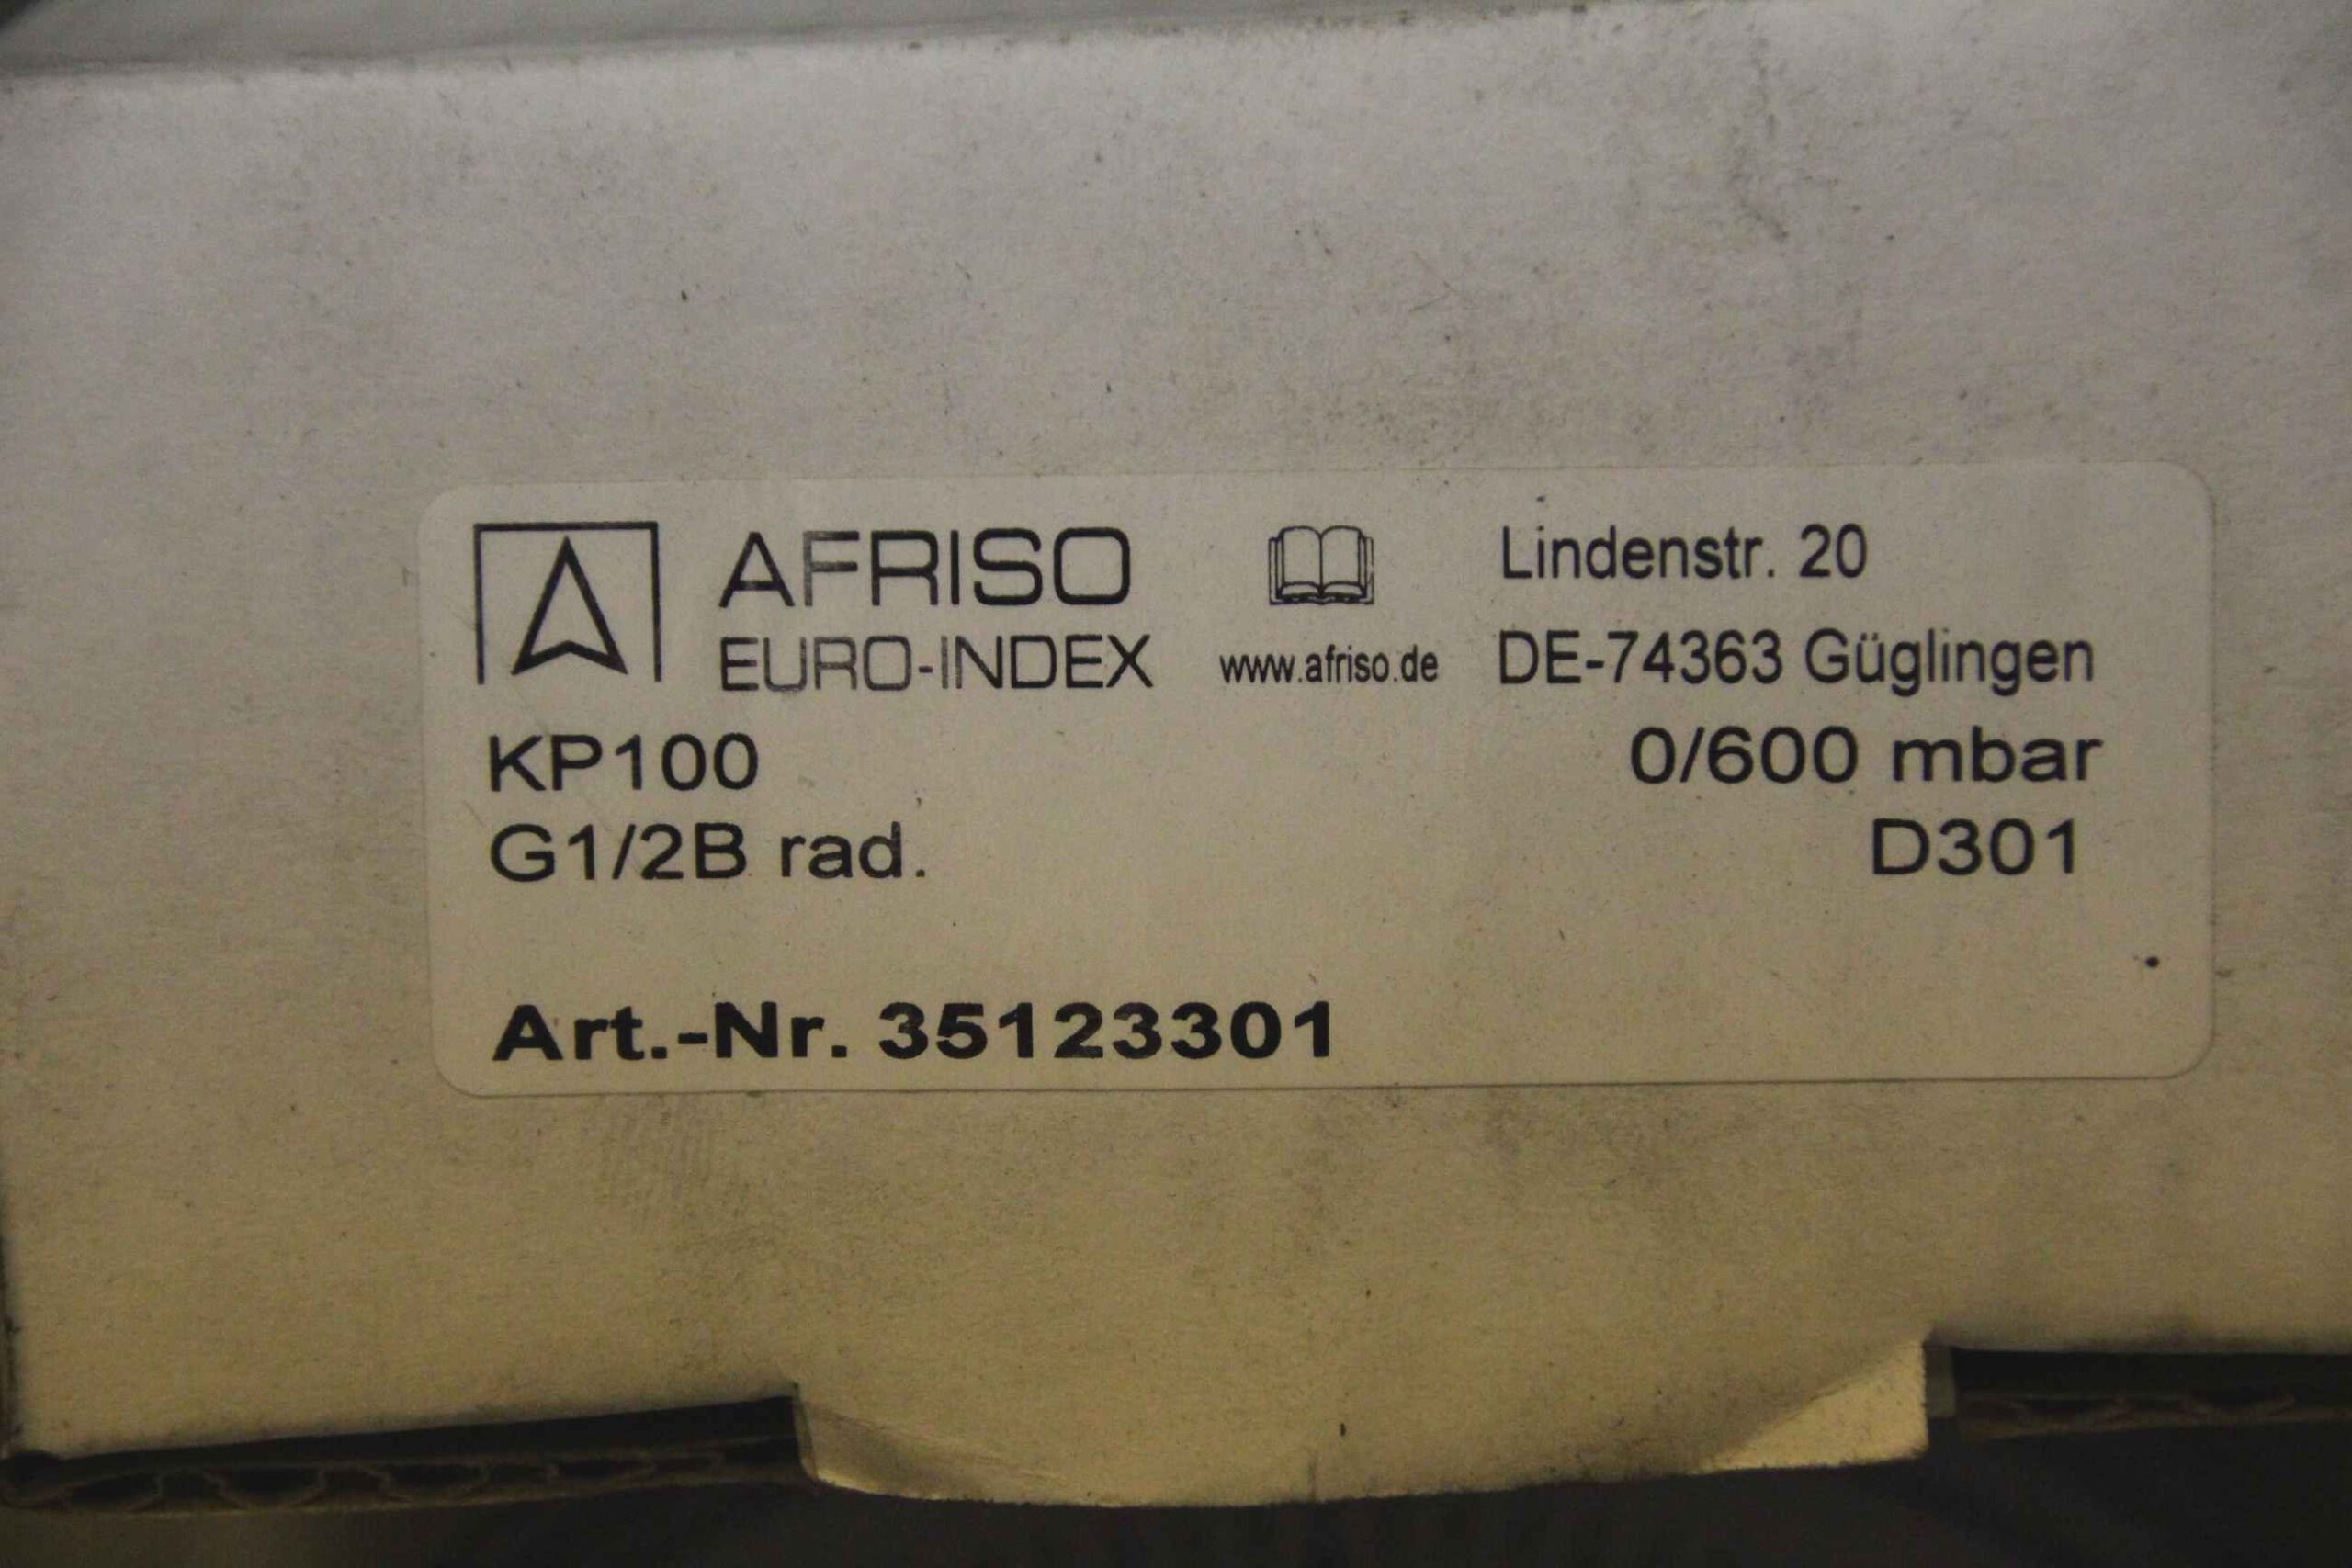 AFRISO
EURO-INDEX
www.afriso.de
Lindenstr. 20
DE-74363 Güglingen
KP100 0/600 mbar
G1/2B rad. D301
Art.-Nr. 35123301